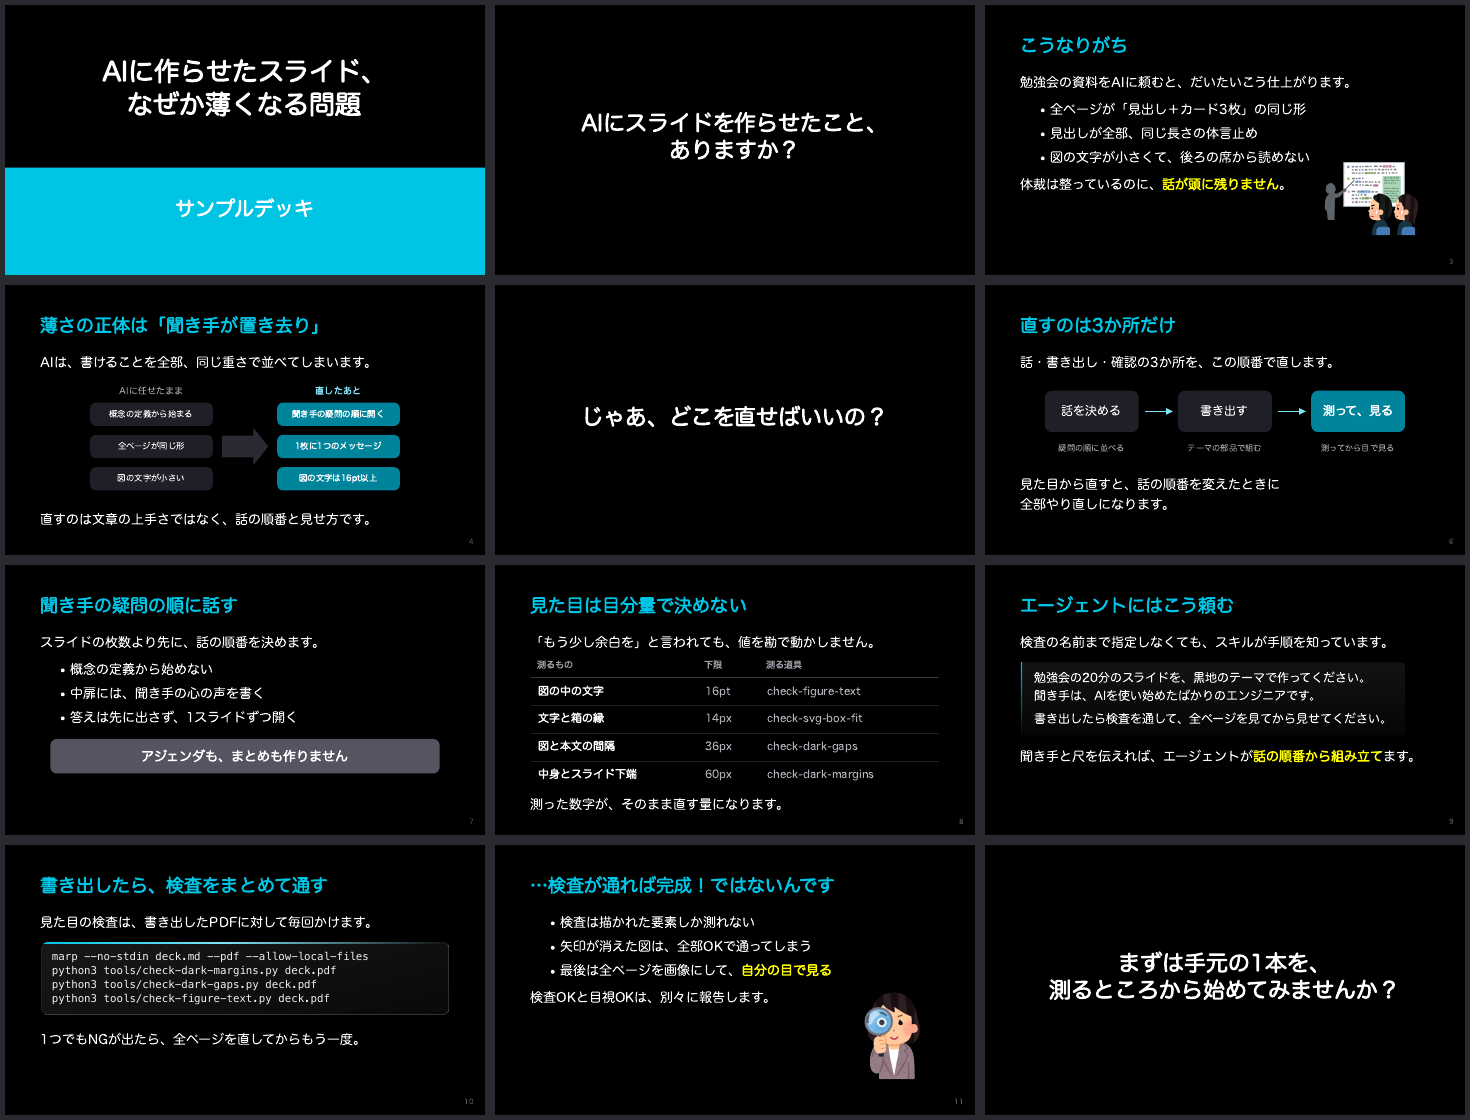 AIに作らせたスライド、
なぜか薄くなる問題
サンプルデッキ
AIにスライドを作らせたこと、
ありますか？
こうなりがち
勉強会の資料をAIに頼むと、だいたいこう仕上がります。
• 全ページが「見出し＋カード3枚」の同じ形
• 見出しが全部、同じ長さの体言止め
• 図の文字が小さくて、後ろの席から読めない
体裁は整っているのに、話が頭に残りません。
3
薄さの正体は「聞き手が置き去り」
AIは、書けることを全部、同じ重さで並べてしまいます。
AIに任せたまま
直したあと
概念の定義から始まる
聞き手の疑問の順に開く
全ページが同じ形
1枚に1つのメッセージ
図の文字が小さい
図の文字は16pt以上
直すのは文章の上手さではなく、話の順番と見せ方です。
4
じゃあ、どこを直せばいいの？
直すのは3か所だけ
話・書き出し・確認の3か所を、この順番で直します。
話を決める
書き出す
測って、見る
疑問の順に並べる
テーマの部品で組む
測ってから目で見る
見た目から直すと、話の順番を変えたときに
全部やり直しになります。
6
聞き手の疑問の順に話す
スライドの枚数より先に、話の順番を決めます。
• 概念の定義から始めない
• 中扉には、聞き手の心の声を書く
• 答えは先に出さず、1スライドずつ開く
アジェンダも、まとめも作りません
7
見た目は目分量で決めない
「もう少し余白を」と言われても、値を勘で動かしません。
測るもの 下限 測る道具
図の中の文字 16pt check-figure-text
文字と箱の縁 14px check-svg-box-fit
図と本文の間隔 36px check-dark-gaps
中身とスライド下端 60px check-dark-margins
測った数字が、そのまま直す量になります。
8
エージェントにはこう頼む
検査の名前まで指定しなくても、スキルが手順を知っています。
勉強会の20分のスライドを、黒地のテーマで作ってください。
聞き手は、AIを使い始めたばかりのエンジニアです。
書き出したら検査を通して、全ページを見てから見せてください。
聞き手と尺を伝えれば、エージェントが話の順番から組み立てます。
9
書き出したら、検査をまとめて通す
見た目の検査は、書き出したPDFに対して毎回かけます。
marp --no-stdin deck.md --pdf --allow-local-files
python3 tools/check-dark-margins.py deck.pdf
python3 tools/check-dark-gaps.py deck.pdf
python3 tools/check-figure-text.py deck.pdf
1つでもNGが出たら、全ページを直してからもう一度。
10
…検査が通れば完成！ではないんです
• 検査は描かれた要素しか測れない
• 矢印が消えた図は、全部OKで通ってしまう
• 最後は全ページを画像にして、自分の目で見る
検査OKと目視OKは、別々に報告します。
11
まずは手元の1本を、
測るところから始めてみませんか？